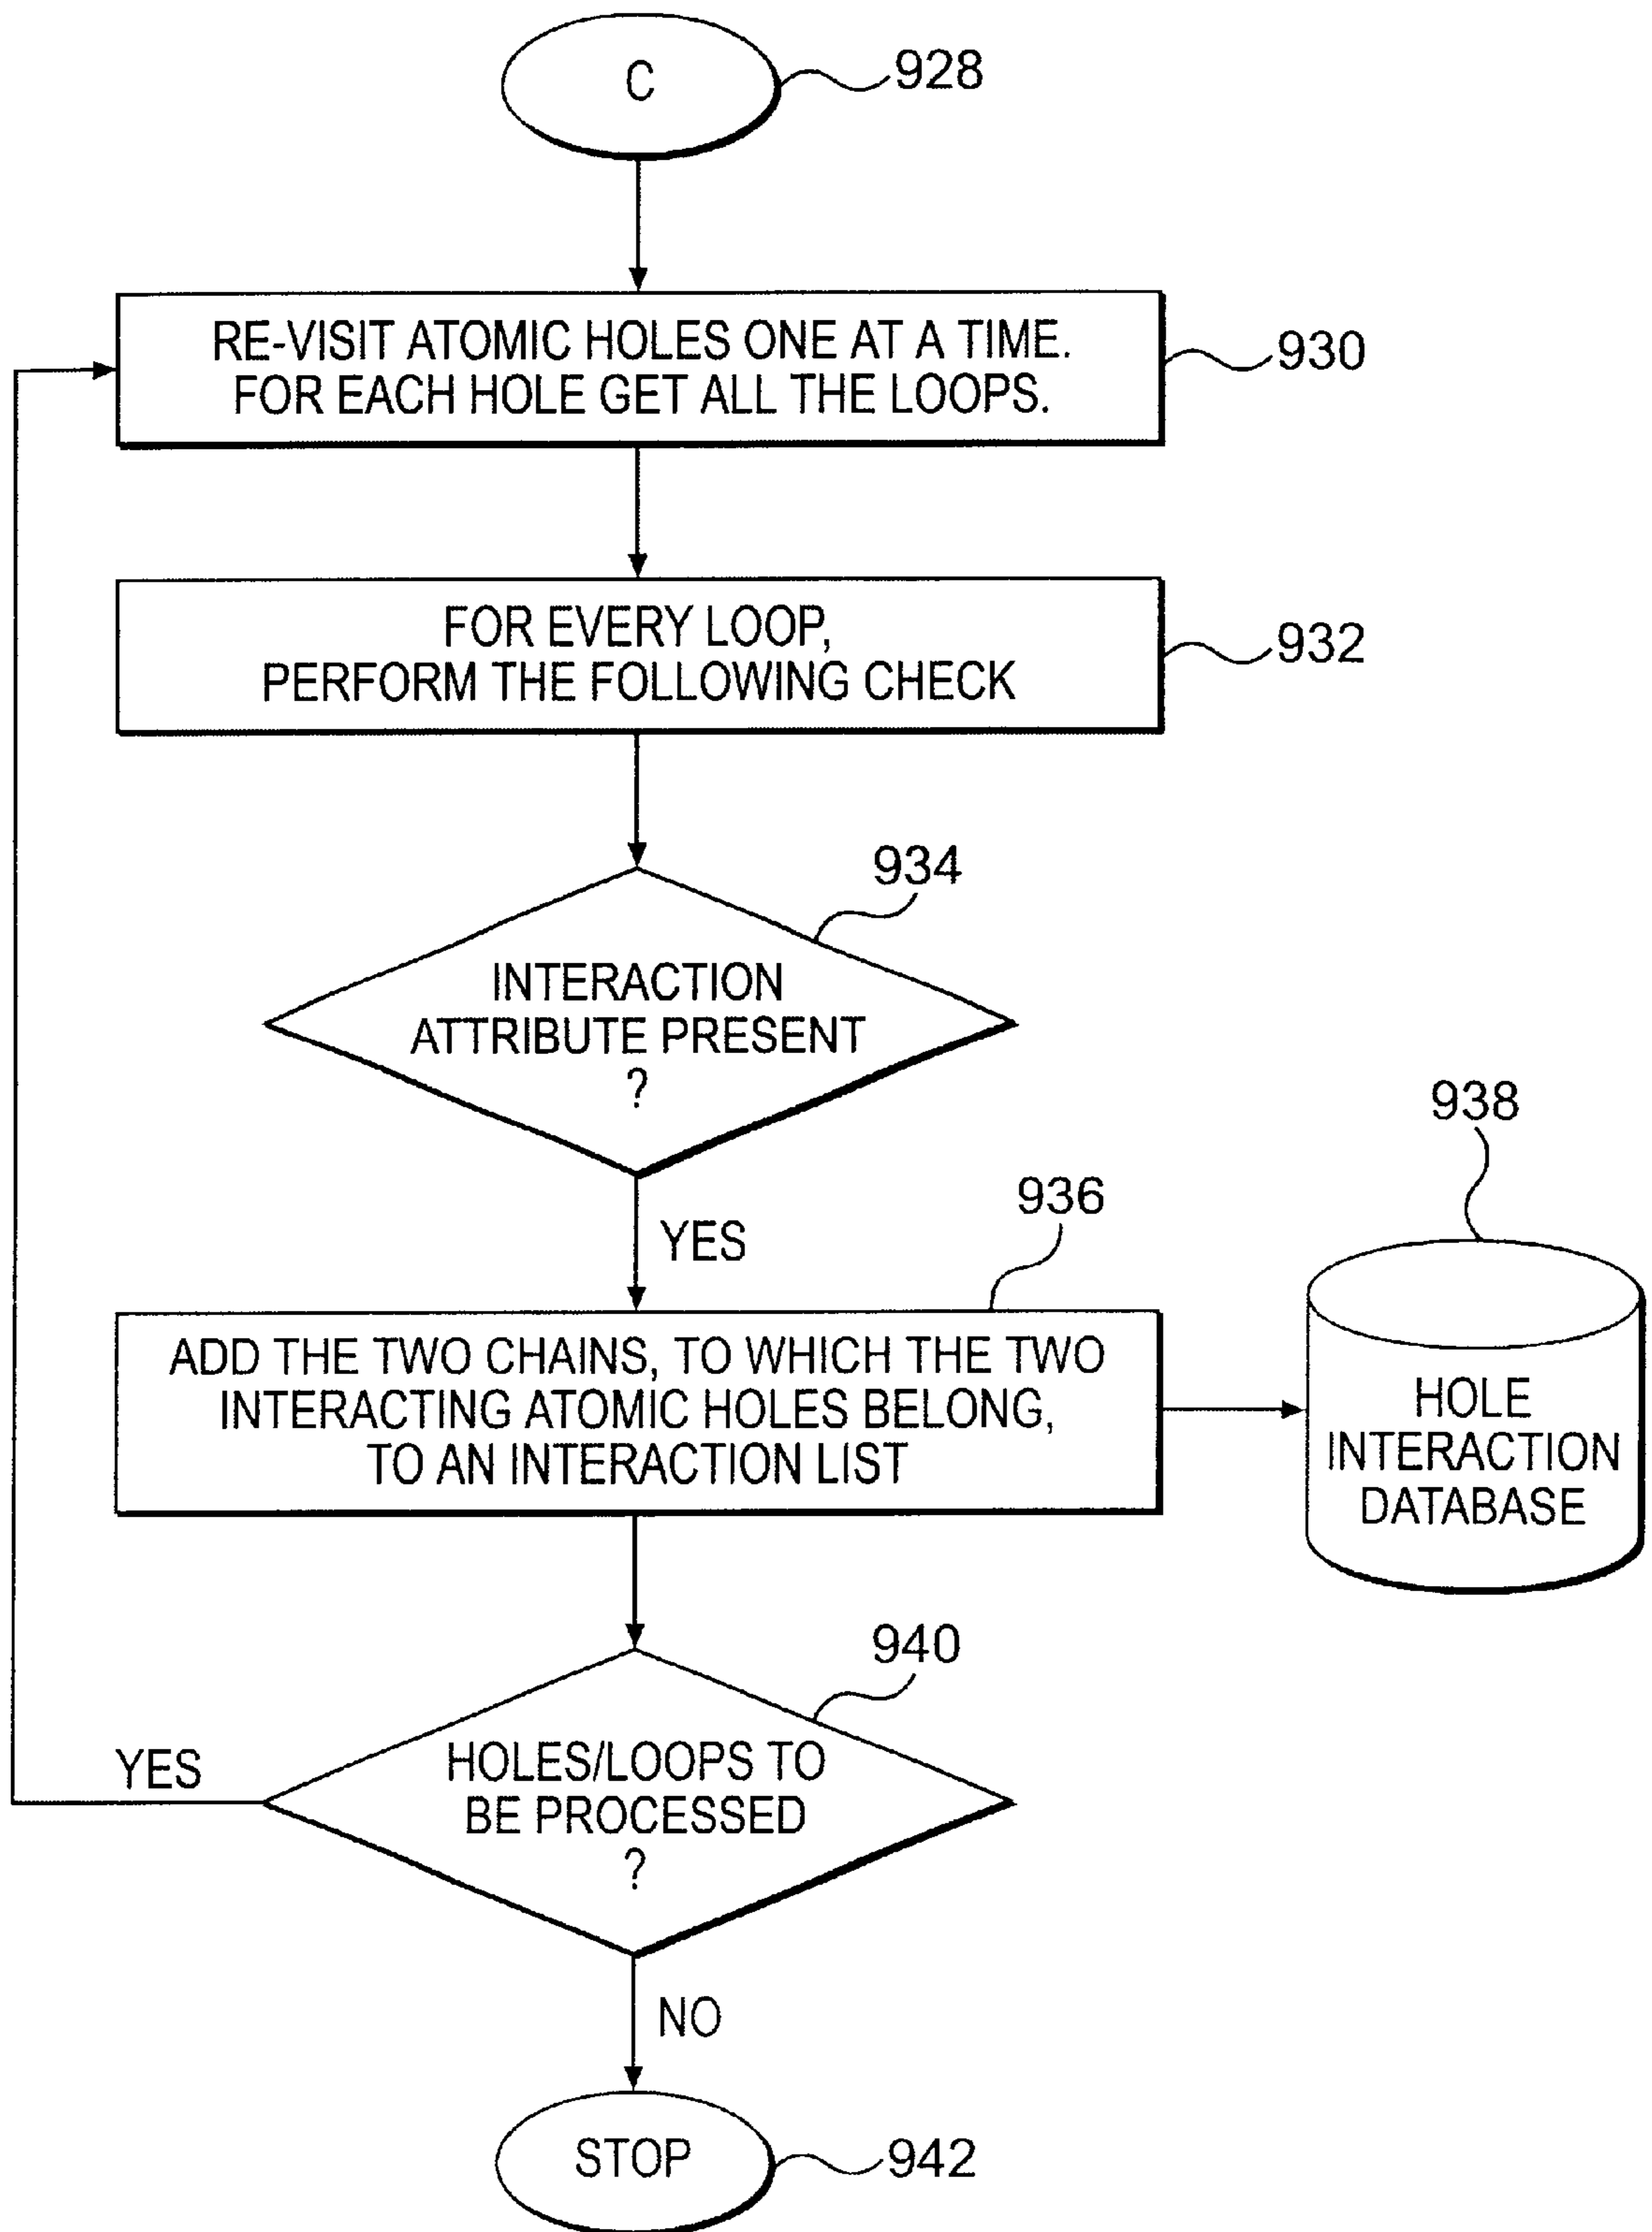 C
928
RE-VISIT ATOMIC HOLES ONE AT A TIME.
FOR EACH HOLE GET ALL THE LOOPS.
930
FOR EVERY LOOP,
PERFORM THE FOLLOWING CHECK
932
934
INTERACTION
ATTRIBUTE PRESENT
?
YES
936
938
ADD THE TWO CHAINS, TO WHICH THE TWO
INTERACTING ATOMIC HOLES BELONG,
TO AN INTERACTION LIST
HOLE
INTERACTION
DATABASE
940
YES
HOLES/LOOPS TO
BE PROCESSED
?
NO
STOP
942